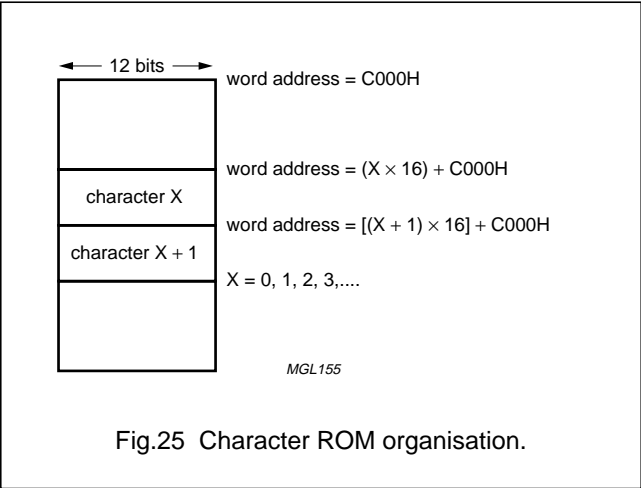 12 bits
word address = C000H
word address = (X × 16) + C000H
character X
word address = [(X + 1) × 16] + C000H
character X + 1
X = 0, 1, 2, 3,....
MGL155
Fig.25 Character ROM organisation.